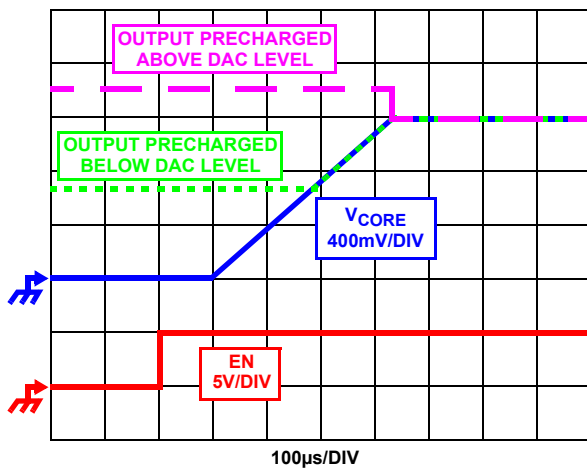 OUTPUT PRECHARGED
ABOVE DAC LEVEL
OUTPUT PRECHARGED
BELOW DAC LEVEL
VCORE
400mV/DIV
EN
5V/DIV
100µs/DIV